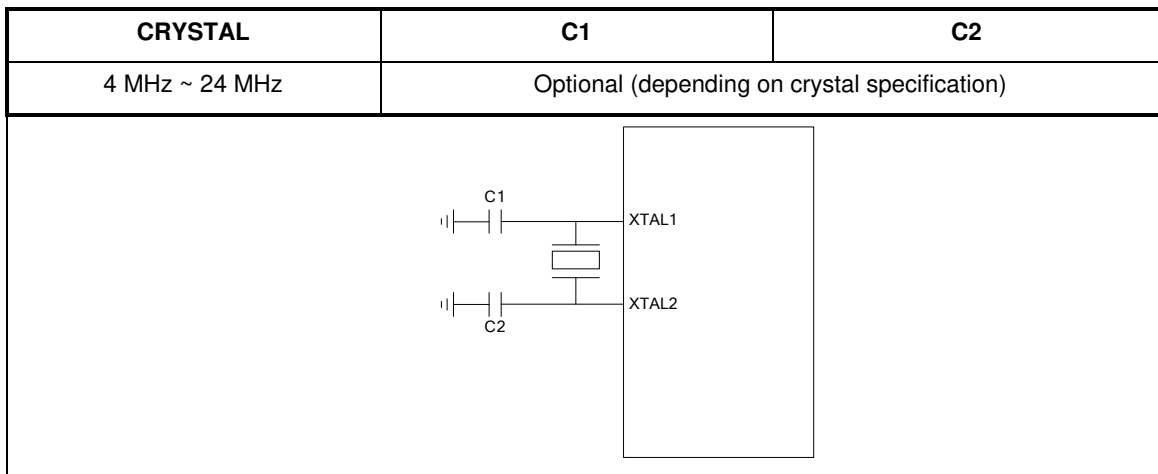 CRYSTAL C1 C2
4 MHz ~ 24 MHz Optional (depending on crystal specification)
C1
XTAL1
XTAL2
C2